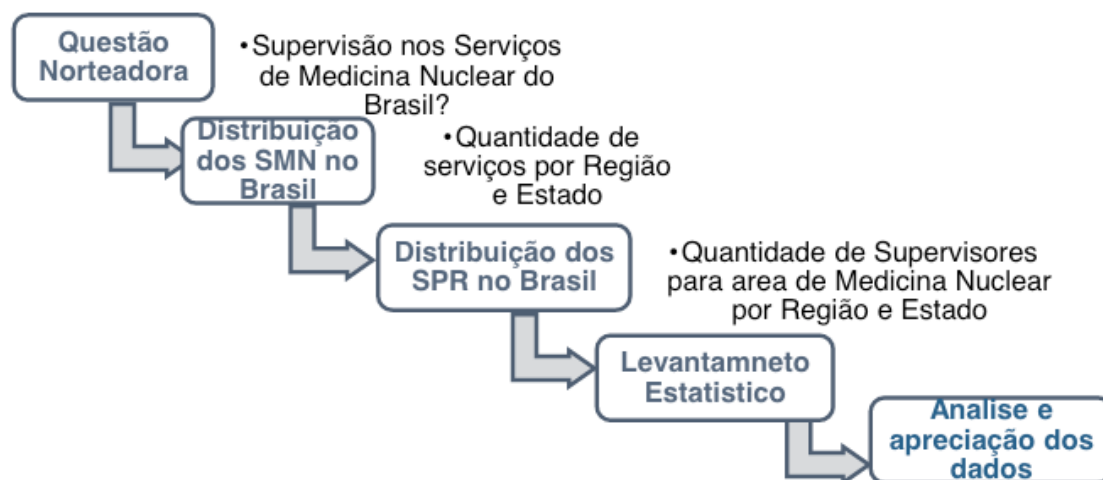 Questão
Norteadora
•Supervisão nos Serviços
de Medicina Nuclear do
Brasil?
Distribuição
dos SMN no
Brasil
•Quantidade de
serviços por Região
e Estado
Distribuição dos
SPR no Brasil
•Quantidade de Supervisores
para area de Medicina Nuclear
por Região e Estado
Levantamneto
Estatistico
Analise e
apreciação dos
dados